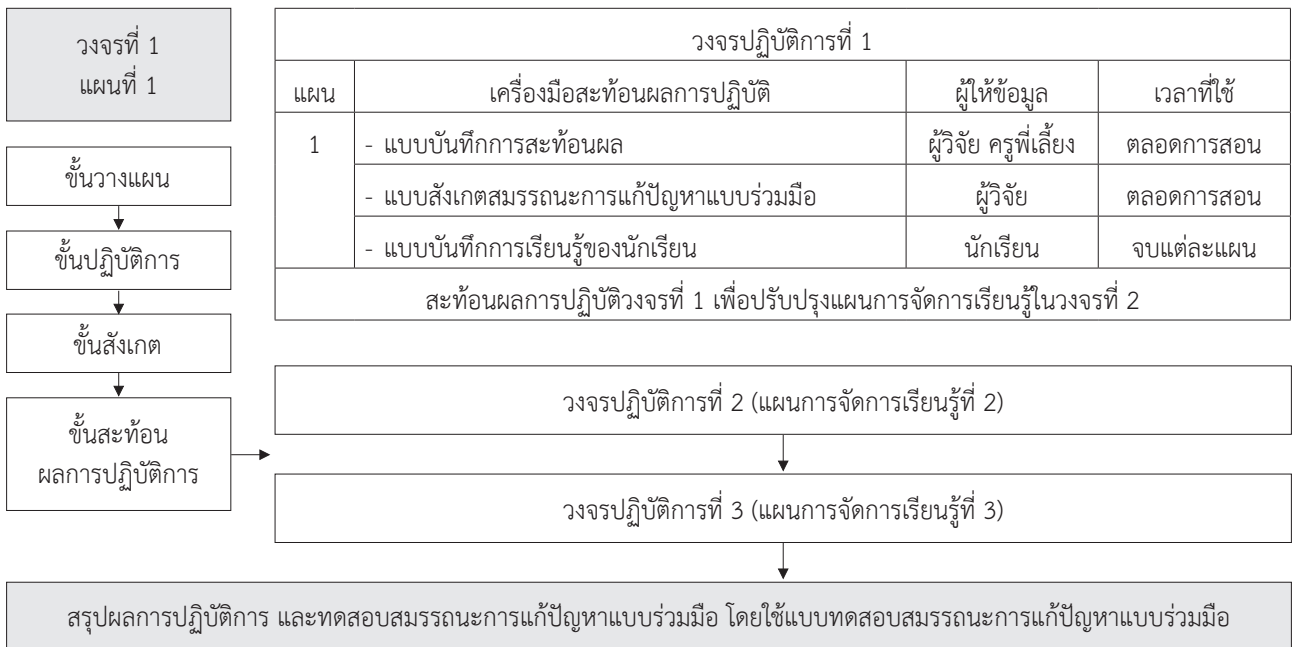 วงจรที่ 1
แผนที่ 1
ขั้นวางแผน
ขั้นปฏิบัติการ
ขั้นสังเกต
ขั้นสะท้อน
ผลการปฏิบัติการ
วงจรปฏิบัติการที่ 1
แผน เครื่องมือสะท้อนผลการปฏิบัติ ผู้ให้ข้อมูล เวลาที่ใช้
1 - แบบบันทึกการสะท้อนผล ผู้วิจัย ครูพี่เลี้ยง ตลอดการสอน
- แบบสังเกตสมรรถนะการแก้ปัญหาแบบร่วมมือ ผู้วิจัย ตลอดการสอน
- แบบบันทึกการเรียนรู้ของนักเรียน นักเรียน จบแต่ละแผน
สะท้อนผลการปฏิบัติวงจรที่ 1 เพื่อปรับปรุงแผนการจัดการเรียนรู้ในวงจรที่ 2
วงจรปฏิบัติการที่ 2 (แผนการจัดการเรียนรู้ที่ 2)
วงจรปฏิบัติการที่ 3 (แผนการจัดการเรียนรู้ที่ 3)
สรุปผลการปฏิบัติการ และทดสอบสมรรถนะการแก้ปัญหาแบบร่วมมือ โดยใช้แบบทดสอบสมรรถนะการแก้ปัญหาแบบร่วมมือ